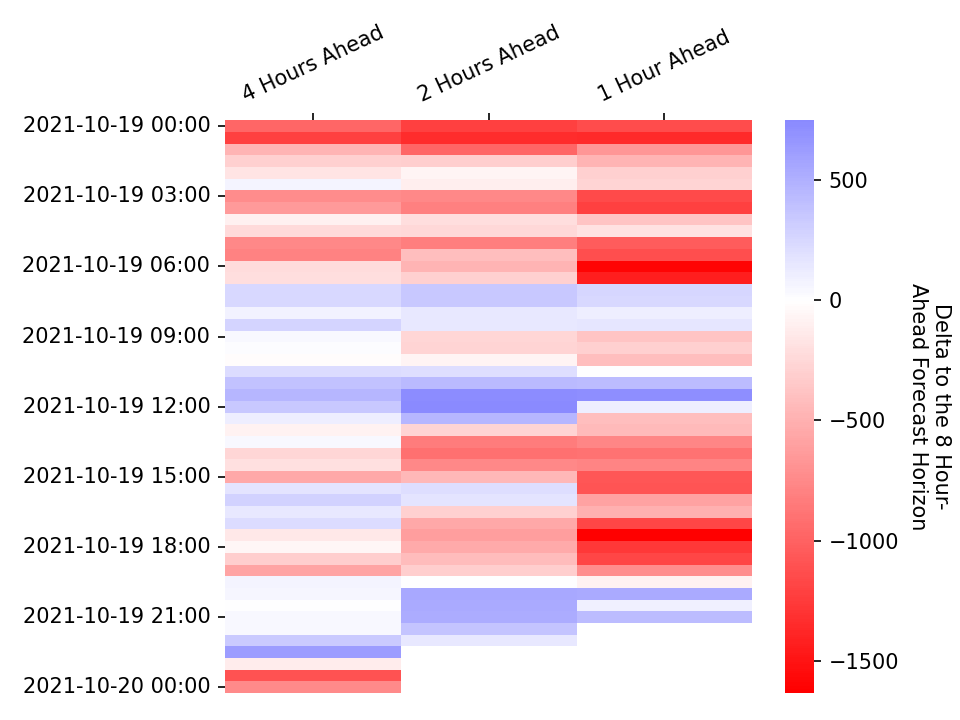 4 Hours Ahead
2 Hours Ahead
1 Hour Ahead
2021-10-19 00:00
2021-10-19 03:00
2021-10-19 06:00
2021-10-19 09:00
2021-10-19 12:00
2021-10-19 15:00
2021-10-19 18:00
2021-10-19 21:00
2021-10-20 00:00
500
0
−500
−1000
−1500
Delta to the 8 Hour-
Ahead Forecast Horizon